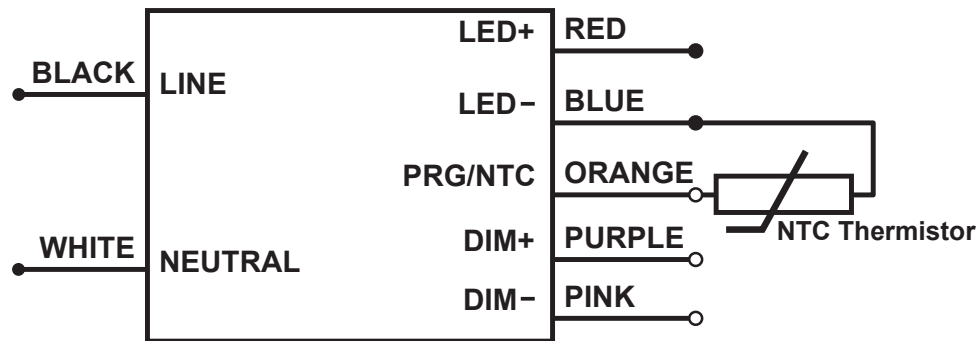 BLACK
LINE
WHITE
NEUTRAL
LED+
RED
LED−
BLUE
PRG/NTC
ORANGE
NTC Thermistor
DIM+
PURPLE
DIM−
PINK